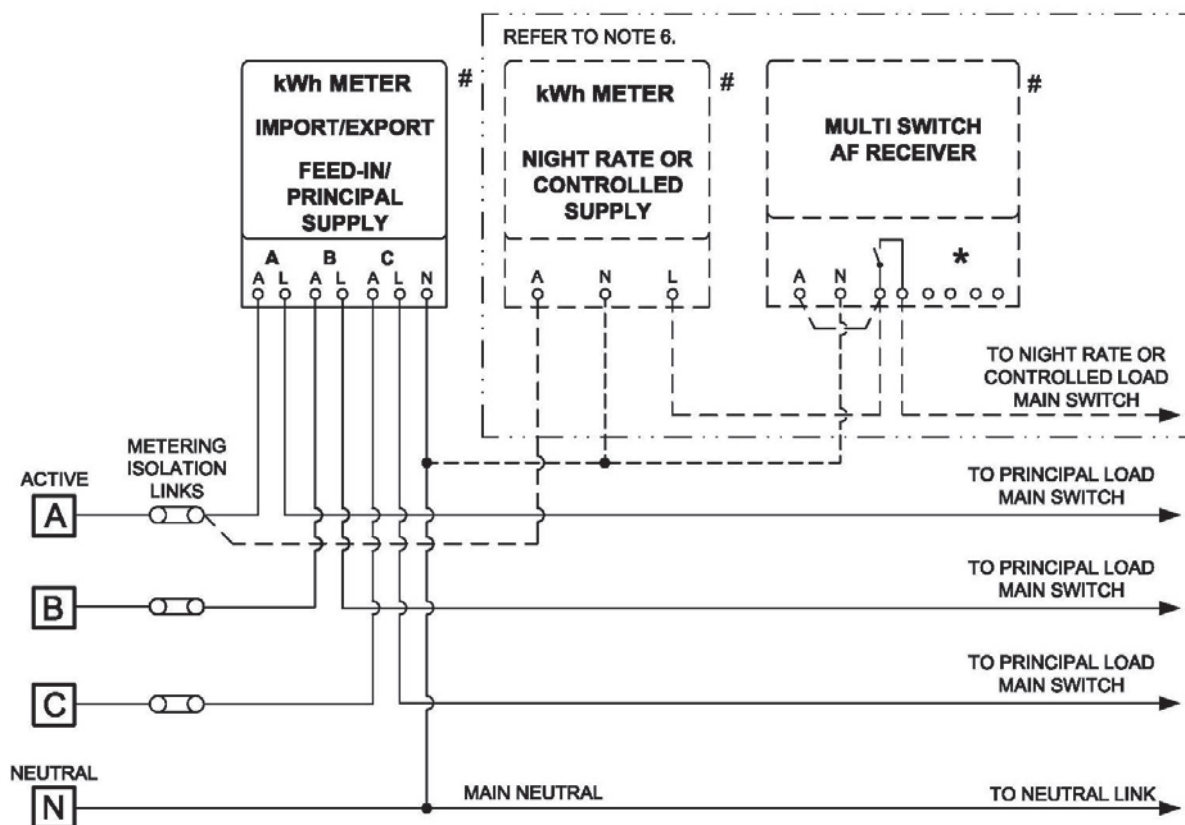 REFER TO NOTE 6.
kWh METER
IMPORT/EXPORT
FEED-IN/
PRINCIPAL
SUPPLY
#
A B C
A L A L A L N
kWh METER
NIGHT RATE OR
CONTROLLED
SUPPLY
#
A N L
MULTI SWITCH
AF RECEIVER
#
*
A N
TO NIGHT RATE OR
CONTROLLED LOAD
MAIN SWITCH
METERING
ISOLATION
LINKS
ACTIVE
A
TO PRINCIPAL LOAD
MAIN SWITCH
B
TO PRINCIPAL LOAD
MAIN SWITCH
C
TO PRINCIPAL LOAD
MAIN SWITCH
NEUTRAL
N
MAIN NEUTRAL
TO NEUTRAL LINK